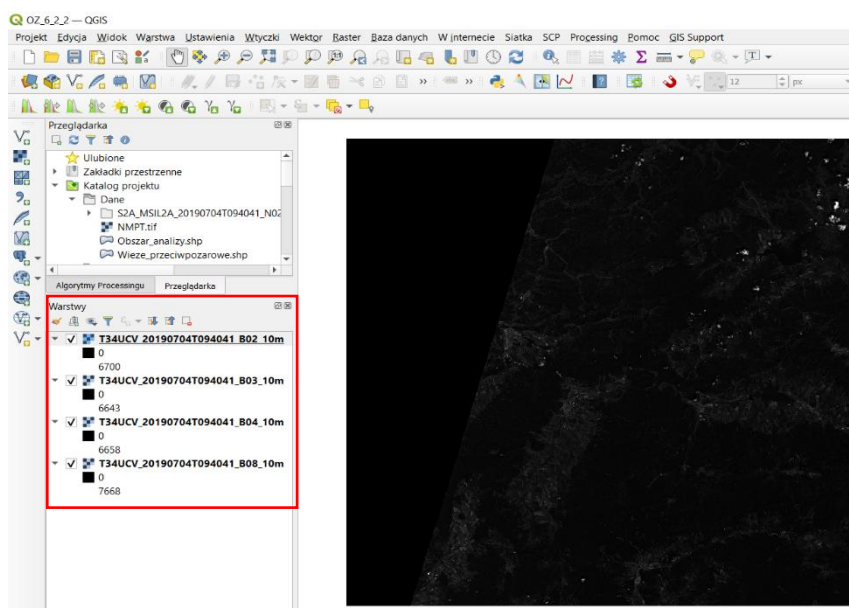 OZ_6_2_2 — QGIS
Projekt Edycja Widok Warstwa Ustawienia Wtyczki Wektor Raster Baza danych W internecie Siatka SCP Processing Pomoc GIS Support
12 px
Przeglądarka
Ulubione
Zakładki przestrzenne
Katalog projektu
Dane
S2A_MSIL2A_20190704T094041_N02
NMPT.tif
Obszar_analizy.shp
Wieze_przeciwpozarowe.shp
Algorytmy Processingu Przeglądarka
Warstwy
T34UCV_20190704T094041_B02_10m
0
6700
T34UCV_20190704T094041_B03_10m
0
6643
T34UCV_20190704T094041_B04_10m
0
6658
T34UCV_20190704T094041_B08_10m
0
7668